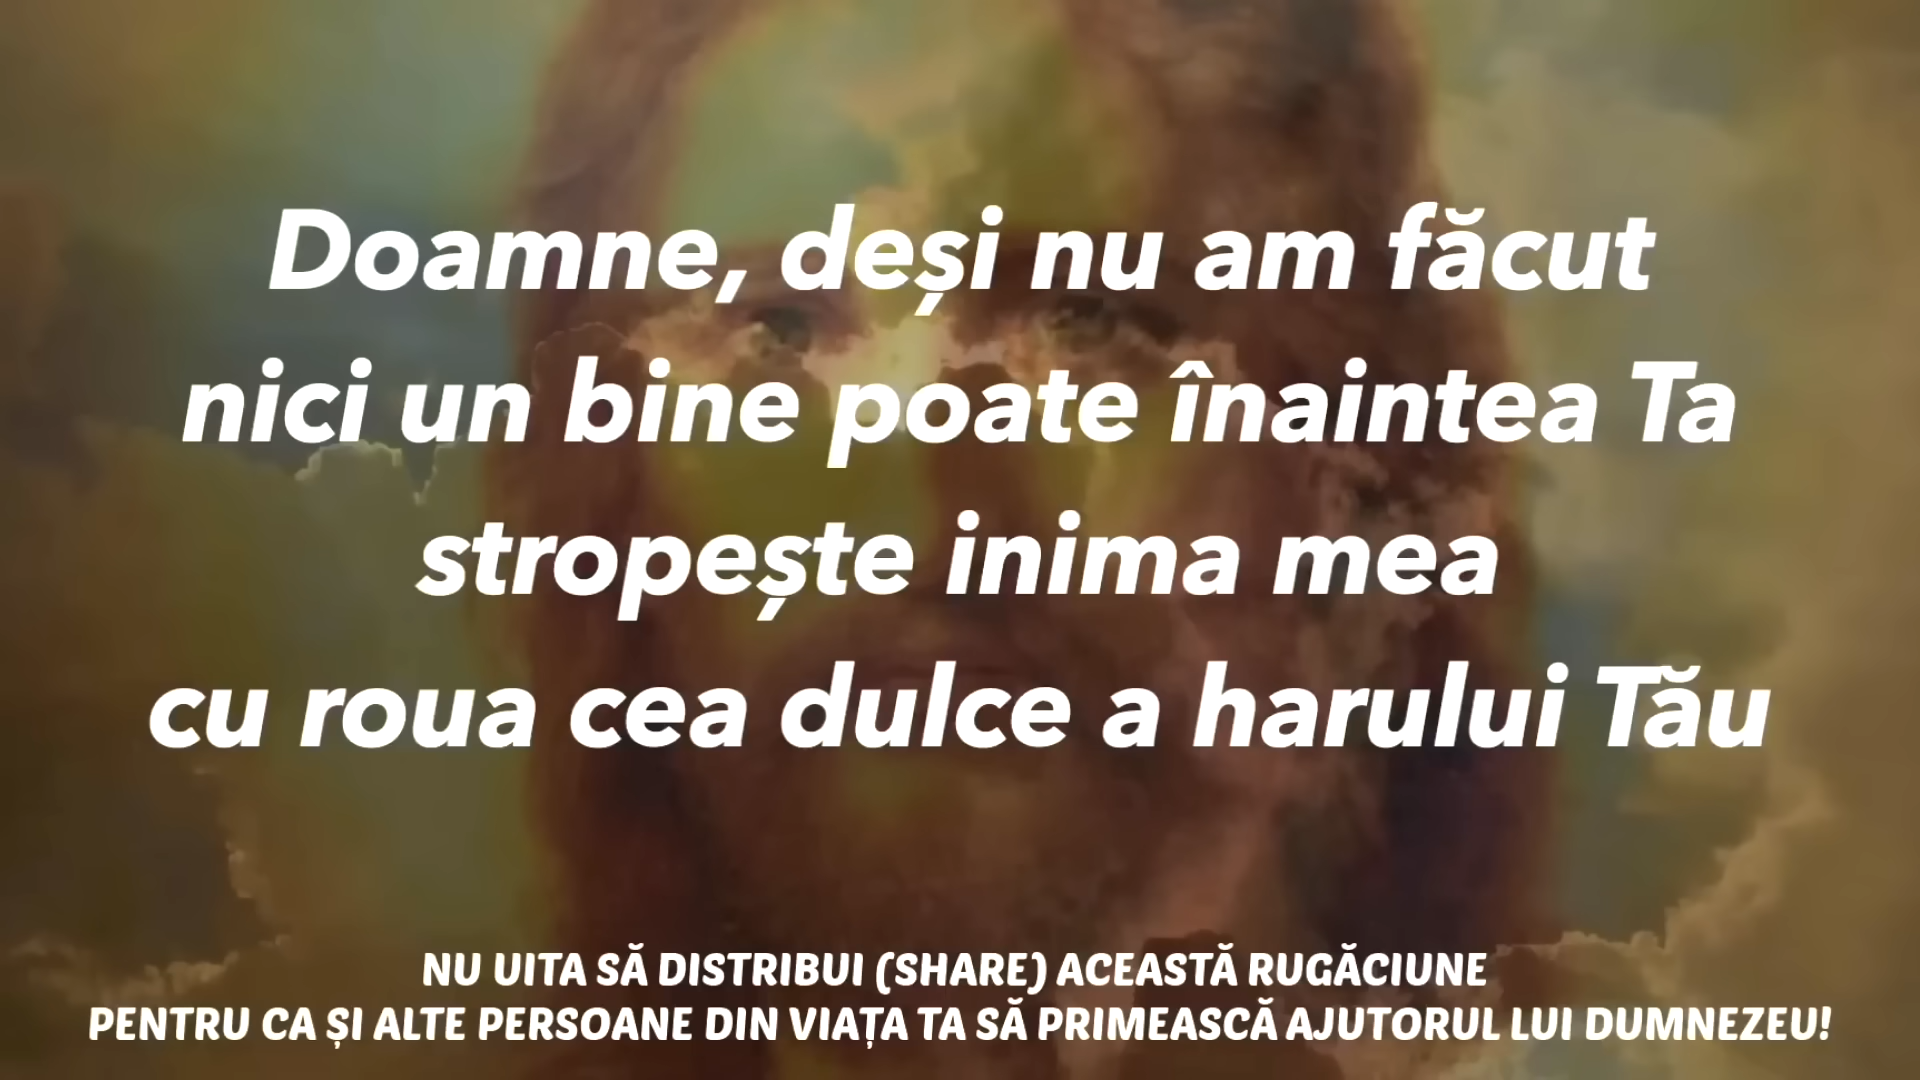 Doamne, deși nu am făcut
nici un bine poate înaintea Ta
stropește inima mea
cu roua cea dulce a harului Tău
NU UITA SĂ DISTRIBUI (SHARE) ACEASTĂ RUGĂCIUNE
PENTRU CA ȘI ALTE PERSOANE DIN VIAȚA TA SĂ PRIMEASCĂ AJUTORUL LUI DUMNEZEU!